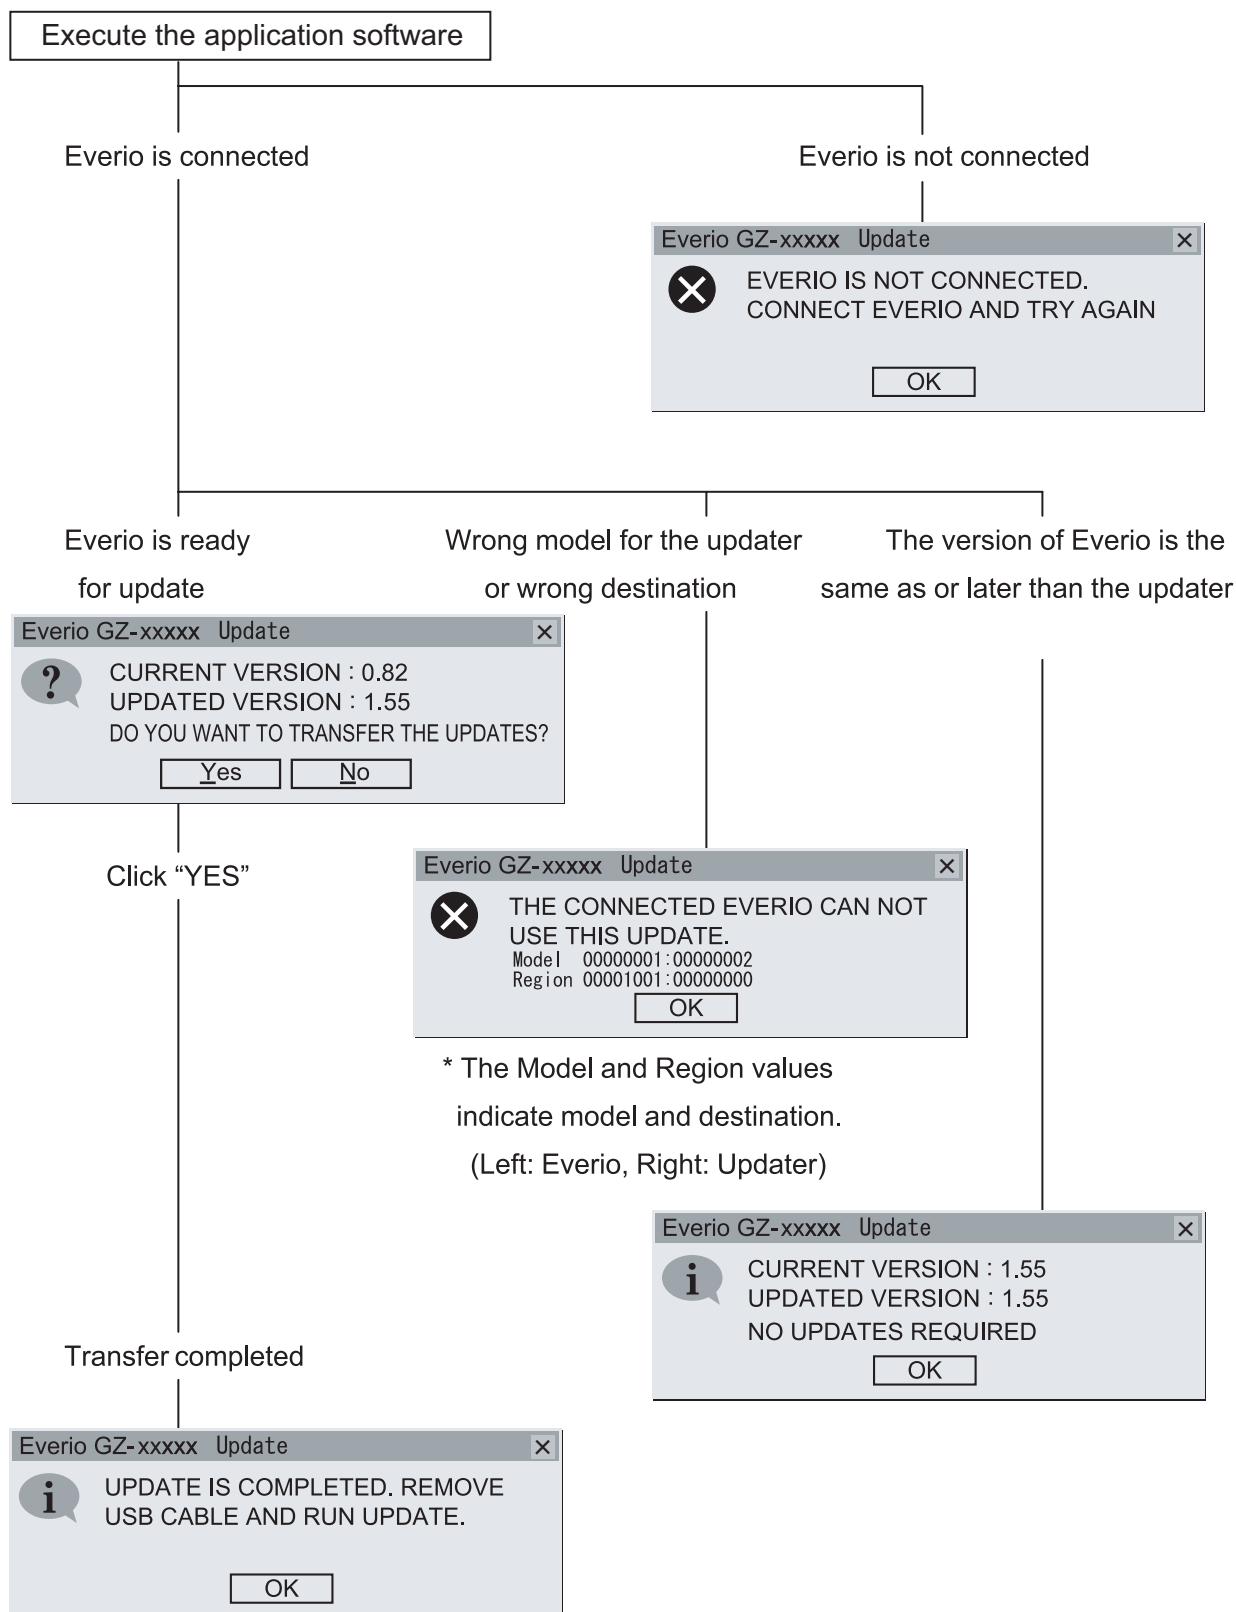 Execute the application software
Everio is connected
Everio is not connected
Everio GZ-xxxxx Update
EVERIO IS NOT CONNECTED.
CONNECT EVERIO AND TRY AGAIN
OK
Everio is ready
for update
Wrong model for the updater
or wrong destination
The version of Everio is the
same as or later than the updater
Everio GZ-xxxxx Update
?
CURRENT VERSION : 0.82
UPDATED VERSION : 1.55
DO YOU WANT TO TRANSFER THE UPDATES?
Yes No
Click “YES”
Everio GZ-xxxxx Update
THE CONNECTED EVERIO CAN NOT
USE THIS UPDATE.
Model 00000001:00000002
Region 00001001:00000000
OK
* The Model and Region values
indicate model and destination.
(Left: Everio, Right: Updater)
Everio GZ-xxxxx Update
i
CURRENT VERSION : 1.55
UPDATED VERSION : 1.55
NO UPDATES REQUIRED
OK
Transfer completed
Everio GZ-xxxxx Update
i
UPDATE IS COMPLETED. REMOVE
USB CABLE AND RUN UPDATE.
OK